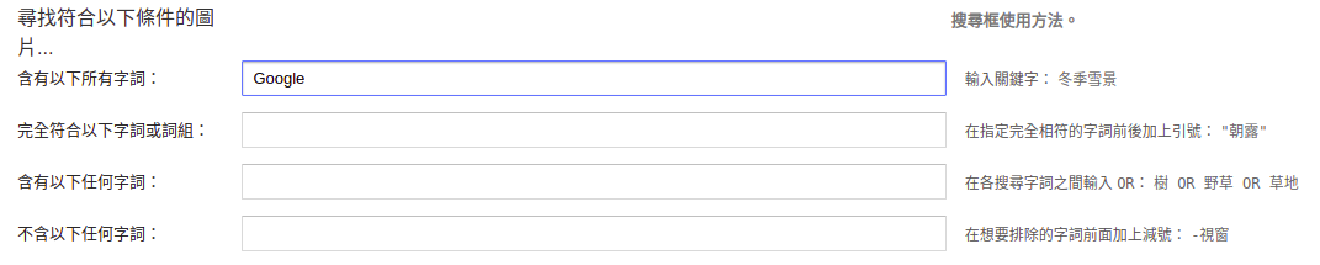 尋找符合以下條件的圖
片...
搜尋框使用方法。
含有以下所有字詞： Google 輸入關鍵字： 冬季雪景
完全符合以下字詞或詞組： 在指定完全相符的字詞前後加上引號： "朝露"
含有以下任何字詞： 在各搜尋字詞之間輸入 OR： 樹 OR 野草 OR 草地
不含以下任何字詞： 在想要排除的字詞前面加上減號： -視窗